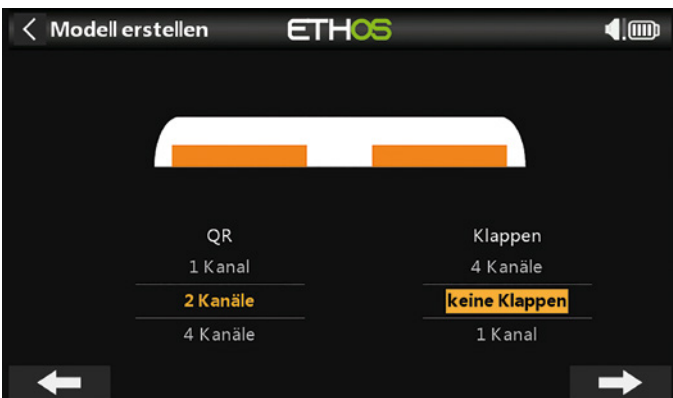 Modell erstellen
ETHOS
QR
Klappen
1 Kanal
4 Kanäle
2 Kanäle
keine Klappen
4 Kanäle
1 Kanal